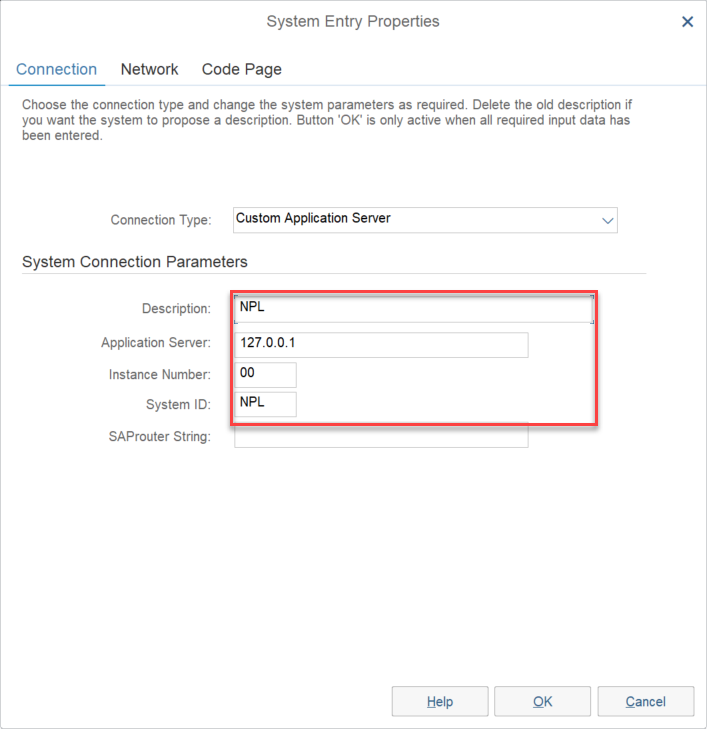 System Entry Properties
Connection Network Code Page
Choose the connection type and change the system parameters as required. Delete the old description if
you want the system to propose a description. Button 'OK' is only active when all required input data has
been entered.
Connection Type: Custom Application Server
System Connection Parameters
Description: NPL
Application Server: 127.0.0.1
Instance Number: 00
System ID: NPL
SAProuter String:
Help OK Cancel